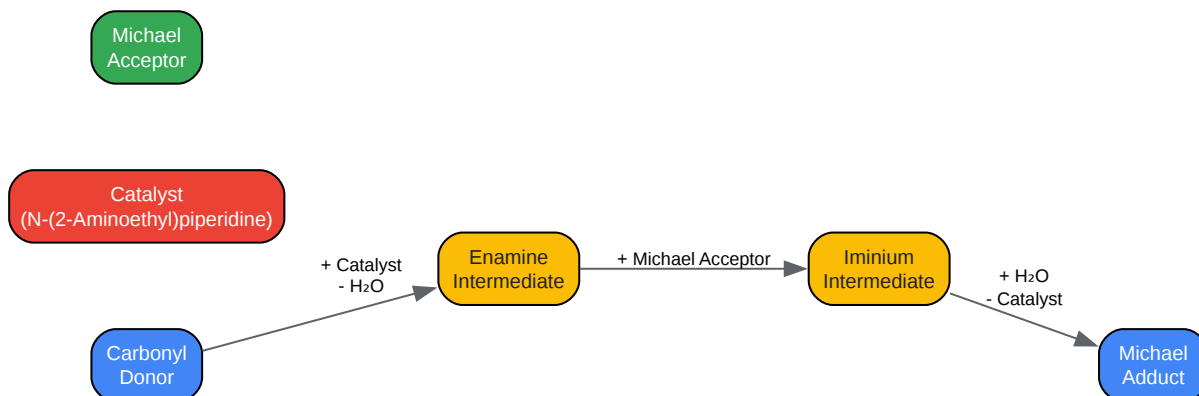 Michael
Acceptor
Catalyst
(N-(2-Aminoethyl)piperidine)
Carbonyl
Donor
+ Catalyst
- H₂O
Enamine
Intermediate
+ Michael Acceptor
Iminium
Intermediate
+ H₂O
- Catalyst
Michael
Adduct